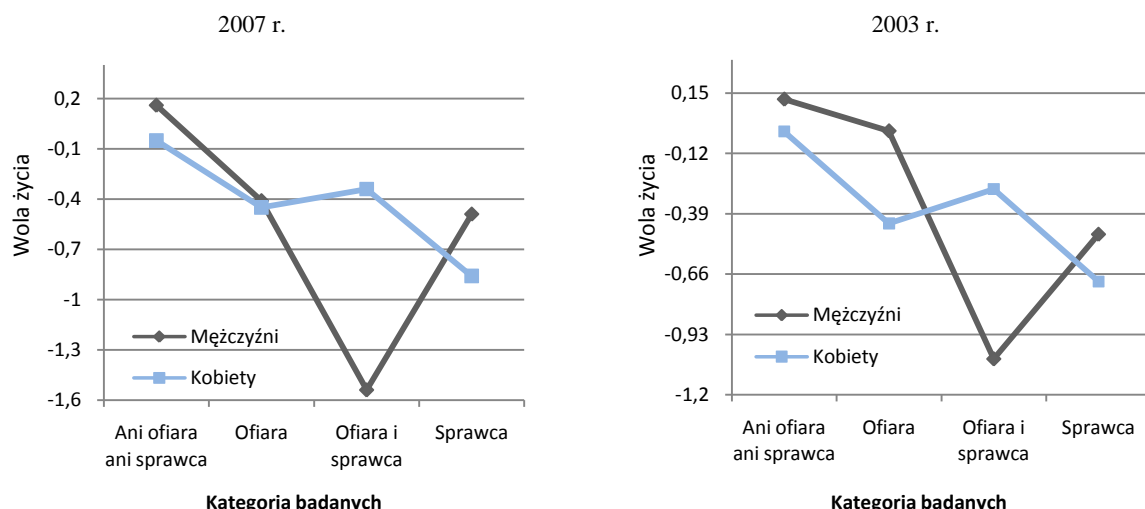 2007 r.
Wola życia
0,2
-0,1
-0,4
-0,7
-1
-1,3
-1,6
Mężczyźni
Kobiety
Ani ofiara
ani sprawca
Ofiara
Ofiara i
sprawca
Sprawca
Kategoria badanych
2003 r.
Wola życia
0,15
-0,12
-0,39
-0,66
-0,93
-1,2
Mężczyźni
Kobiety
Ani ofiara
ani sprawca
Ofiara
Ofiara i
sprawca
Sprawca
Kategoria badanych